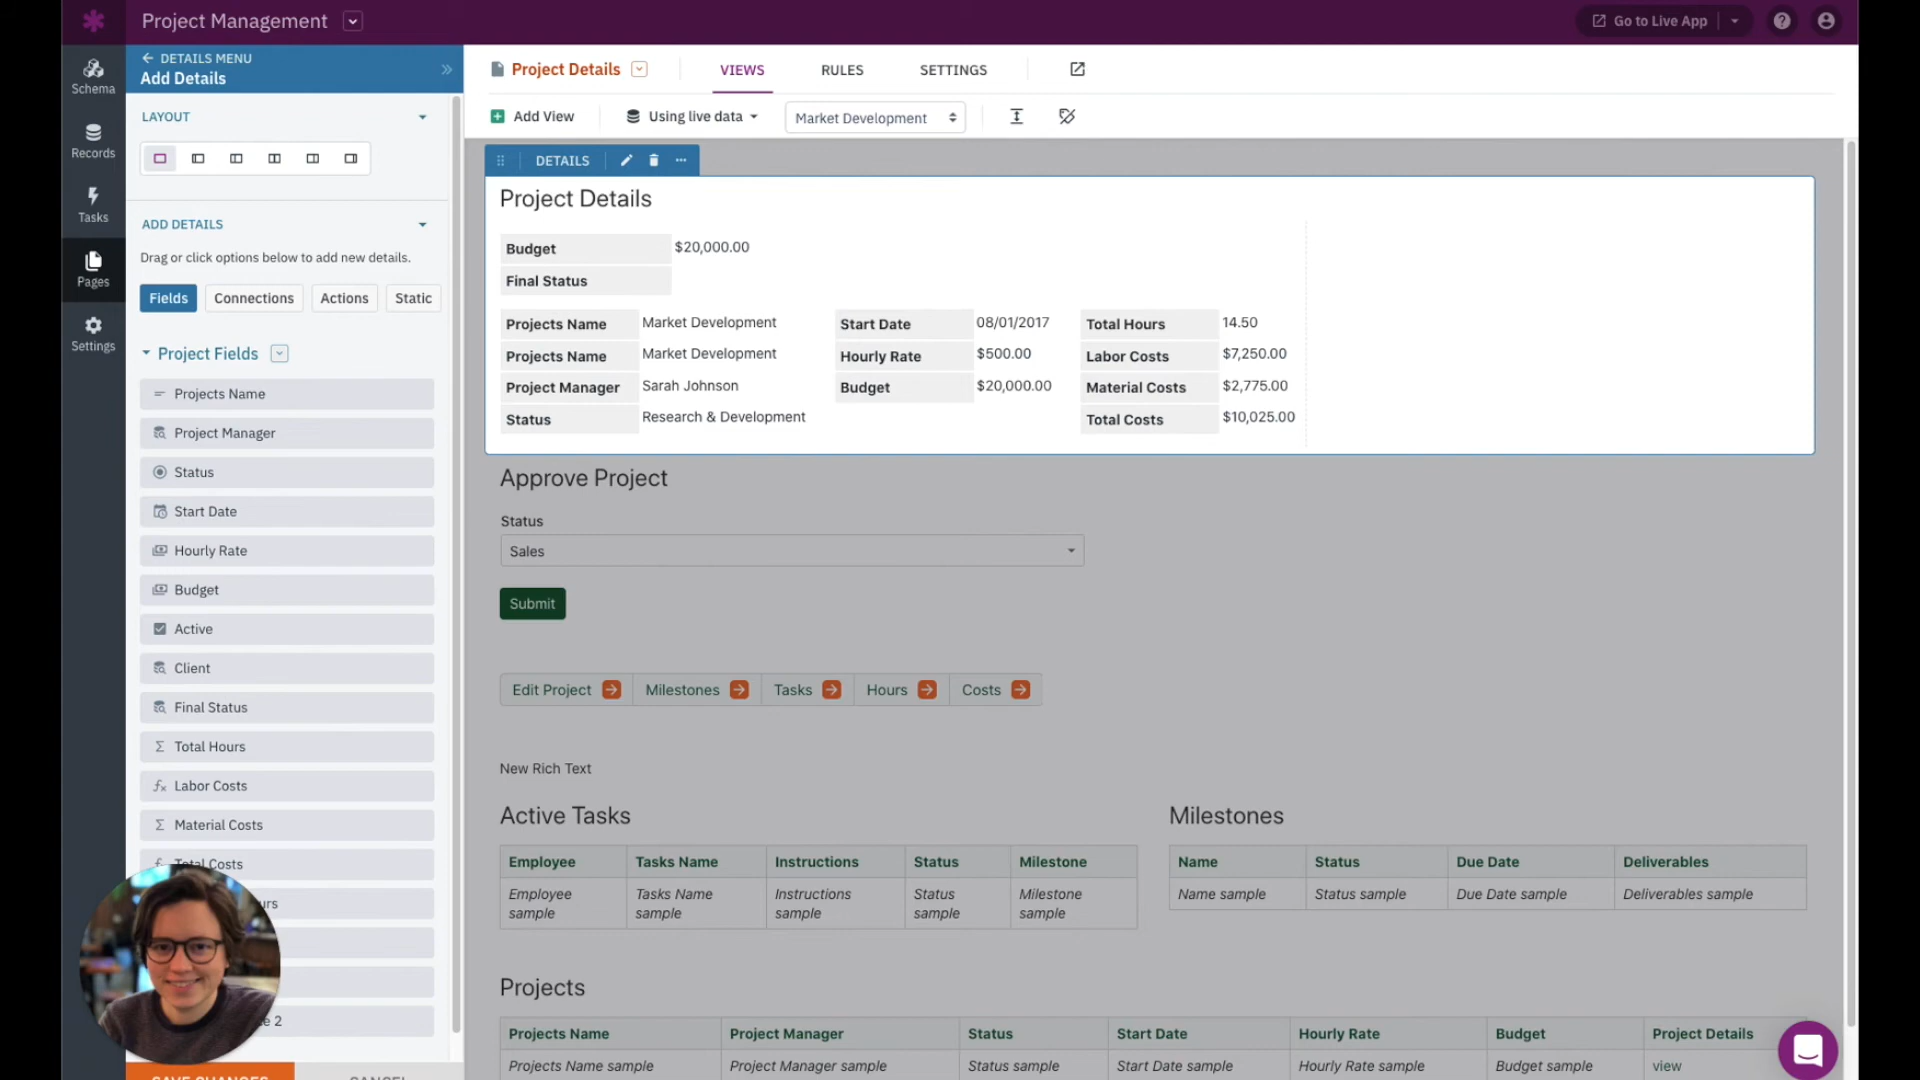 Project Management
Go to Live App
Schema
Records
Tasks
Pages
Settings
DETAILS MENU
Add Details
LAYOUT
ADD DETAILS
Drag or click options below to add new details.
Fields
Connections
Actions
Static
Project Fields
Projects Name
Project Manager
Status
Start Date
Hourly Rate
Budget
Active
Client
Final Status
Total Hours
Labor Costs
Material Costs
Total Costs
SAVE CHANGES
CANCEL
Project Details
VIEWS
RULES
SETTINGS
Add View
Using live data
Market Development
DETAILS
Project Details
Budget $20,000.00
Final Status
Projects Name Market Development Start Date 08/01/2017 Total Hours 14.50
Projects Name Market Development Hourly Rate $500.00 Labor Costs $7,250.00
Project Manager Sarah Johnson Budget $20,000.00 Material Costs $2,775.00
Status Research & Development Total Costs $10,025.00
Approve Project
Status
Sales
Submit
Edit Project Milestones Tasks Hours Costs
New Rich Text
Active Tasks
Employee Tasks Name Instructions Status Milestone
Employee sample Tasks Name sample Instructions sample Status sample Milestone sample
Milestones
Name Status Due Date Deliverables
Name sample Status sample Due Date sample Deliverables sample
Projects
Projects Name Project Manager Status Start Date Hourly Rate Budget Project Details
Projects Name sample Project Manager sample Status sample Start Date sample Hourly Rate sample Budget sample view